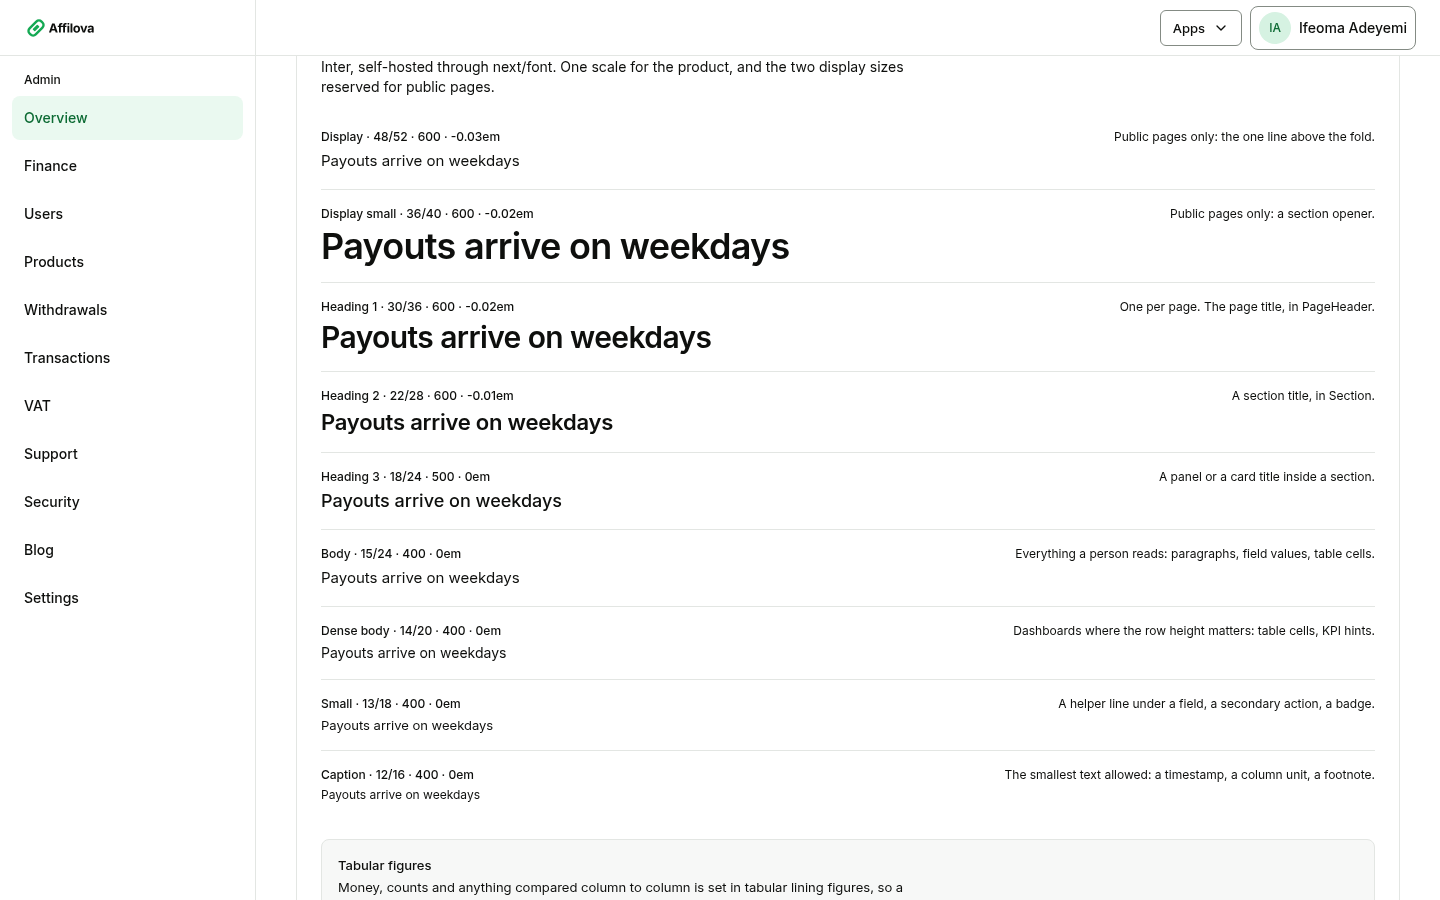 Affilova
Apps
IA
Ifeoma Adeyemi
Admin
Overview
Finance
Users
Products
Withdrawals
Transactions
VAT
Support
Security
Blog
Settings
Inter, self-hosted through next/font. One scale for the product, and the two display sizes
reserved for public pages.
Display · 48/52 · 600 · -0.03em
Public pages only: the one line above the fold.
Payouts arrive on weekdays
Display small · 36/40 · 600 · -0.02em
Public pages only: a section opener.
Payouts arrive on weekdays
Heading 1 · 30/36 · 600 · -0.02em
One per page. The page title, in PageHeader.
Payouts arrive on weekdays
Heading 2 · 22/28 · 600 · -0.01em
A section title, in Section.
Payouts arrive on weekdays
Heading 3 · 18/24 · 500 · 0em
A panel or a card title inside a section.
Payouts arrive on weekdays
Body · 15/24 · 400 · 0em
Everything a person reads: paragraphs, field values, table cells.
Payouts arrive on weekdays
Dense body · 14/20 · 400 · 0em
Dashboards where the row height matters: table cells, KPI hints.
Payouts arrive on weekdays
Small · 13/18 · 400 · 0em
A helper line under a field, a secondary action, a badge.
Payouts arrive on weekdays
Caption · 12/16 · 400 · 0em
The smallest text allowed: a timestamp, a column unit, a footnote.
Payouts arrive on weekdays
Tabular figures
Money, counts and anything compared column to column is set in tabular lining figures, so a